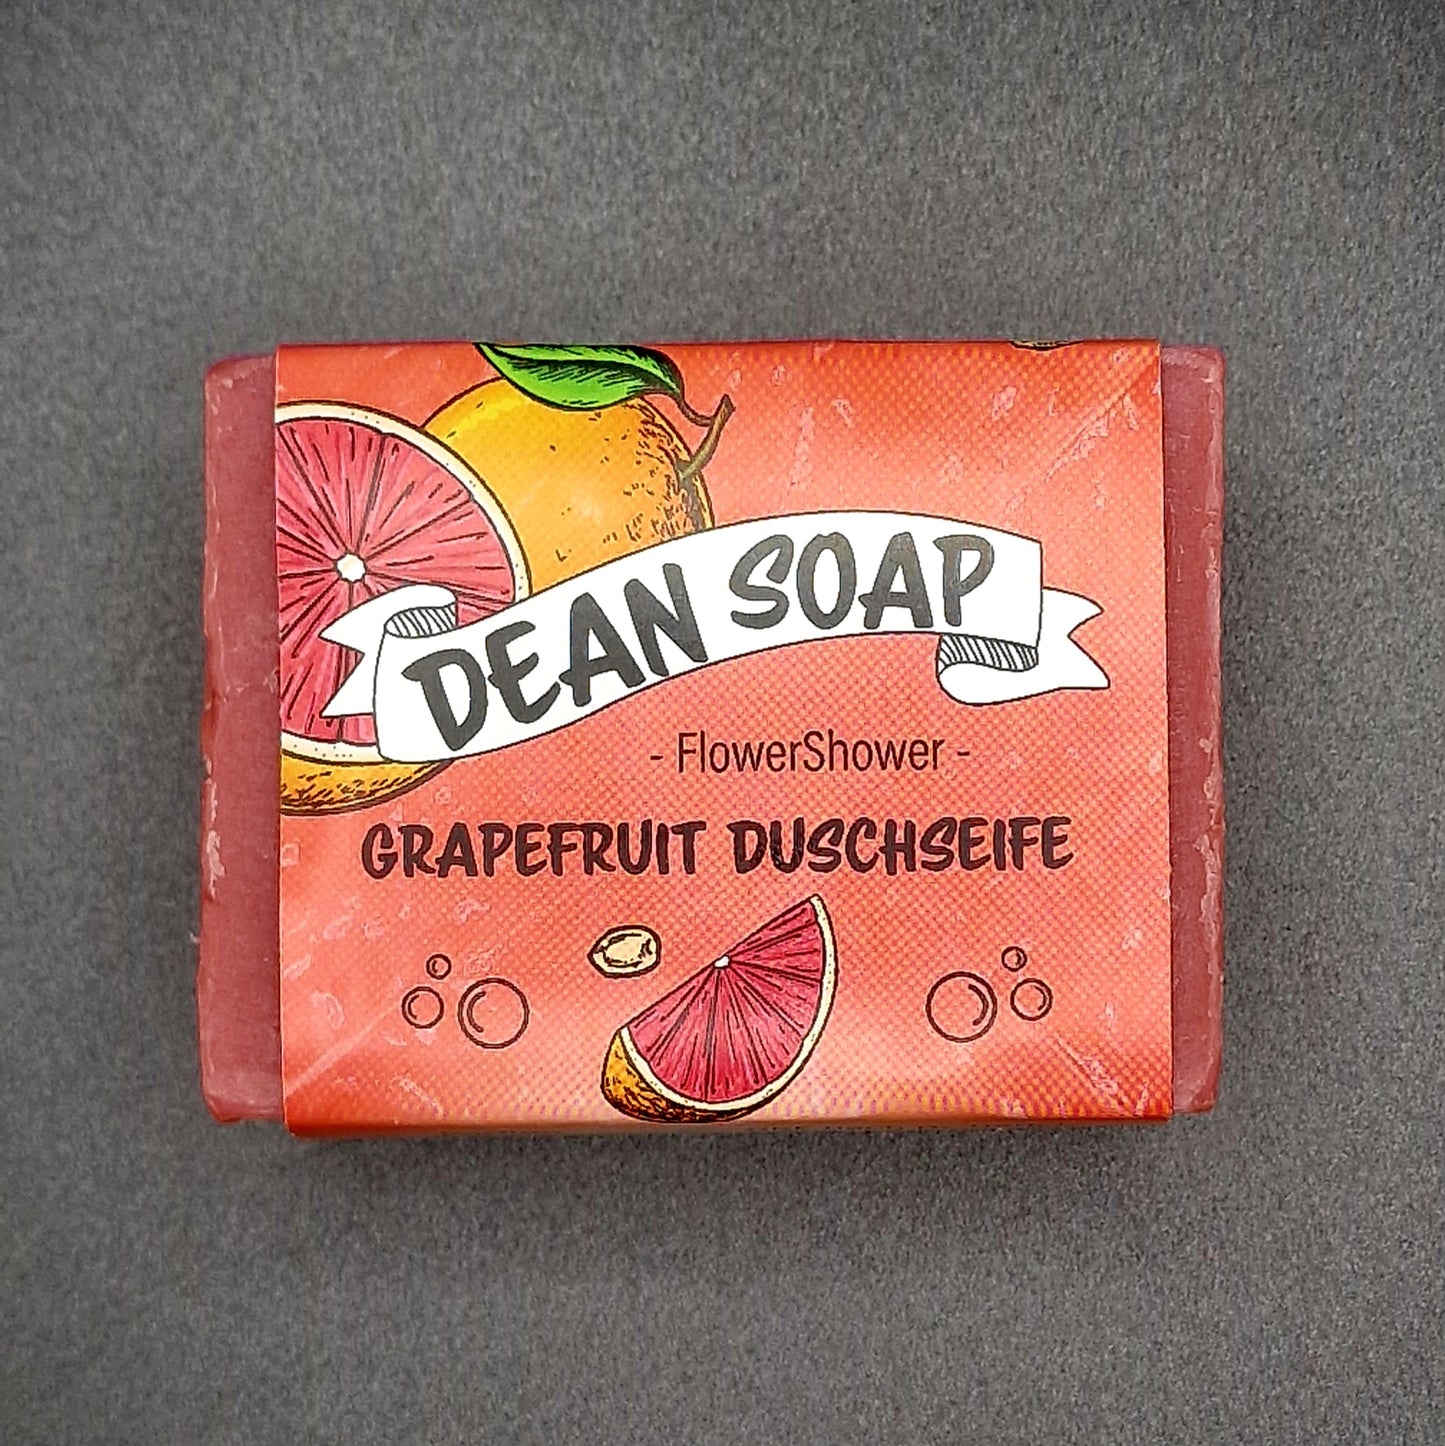 DEAN SOAP
- FlowerShower -
GRAPEFRUIT DUSCHSEIFE